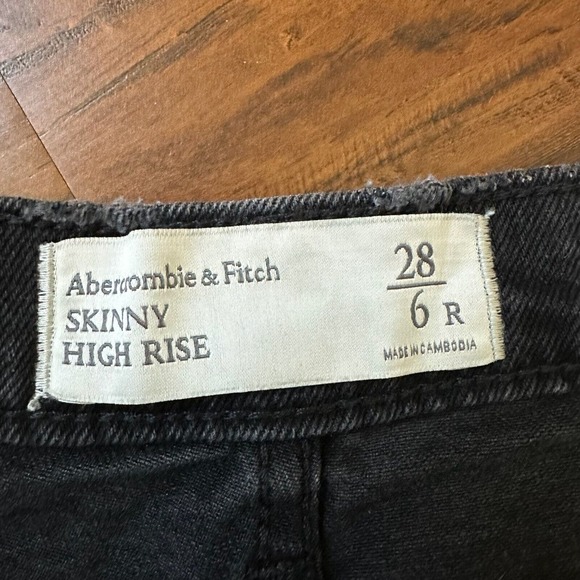 Abercrombie & Fitch
SKINNY
HIGH RISE
28
6 R
MADE IN CAMBODIA